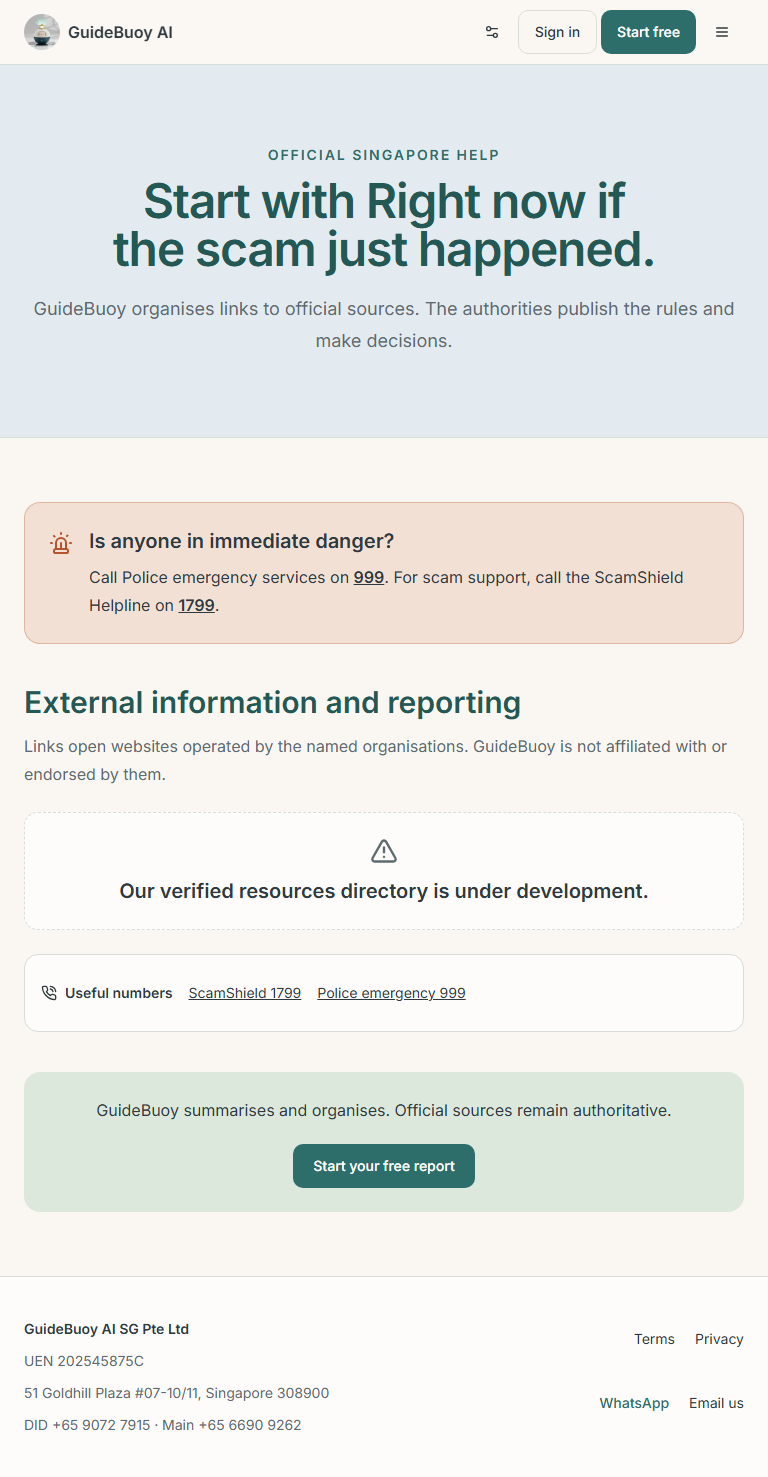 GuideBuoy AI
Sign in
Start free
OFFICIAL SINGAPORE HELP
Start with Right now if
the scam just happened.
GuideBuoy organises links to official sources. The authorities publish the rules and
make decisions.
Is anyone in immediate danger?
Call Police emergency services on 999. For scam support, call the ScamShield
Helpline on 1799.
External information and reporting
Links open websites operated by the named organisations. GuideBuoy is not affiliated with or
endorsed by them.
Our verified resources directory is under development.
Useful numbers ScamShield 1799 Police emergency 999
GuideBuoy summarises and organises. Official sources remain authoritative.
Start your free report
GuideBuoy AI SG Pte Ltd
UEN 202545875C
51 Goldhill Plaza #07-10/11, Singapore 308900
DID +65 9072 7915 · Main +65 6690 9262
Terms Privacy
WhatsApp Email us